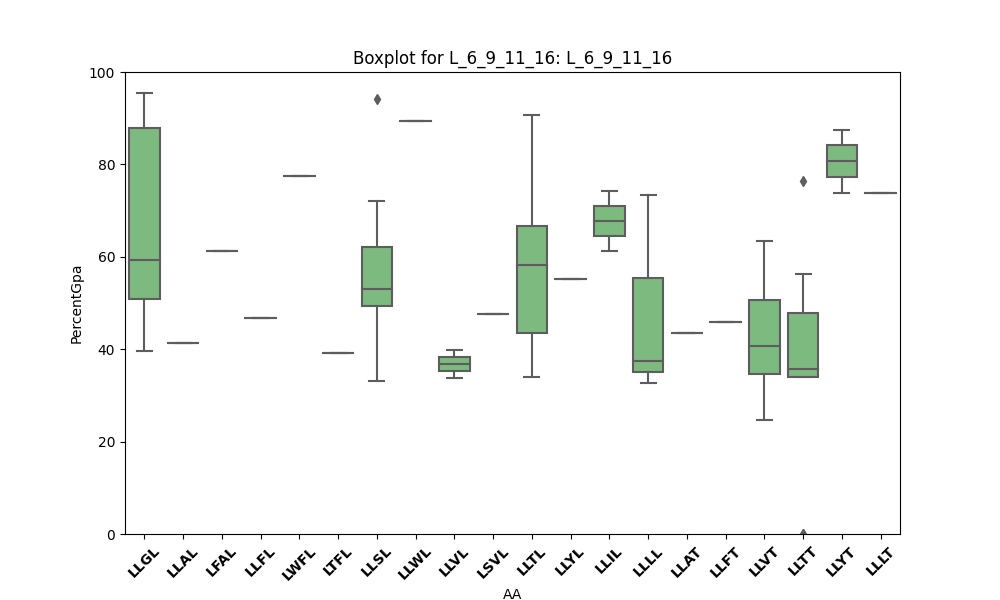 Boxplot for L_6_9_11_16: L_6_9_11_16
100
80
60
40
20
0
PercentGpa
LLGL LLAL LFAL LLFL LWFL LTFL LLSL LLWL LLVL LSVL LLTL LLYL LLIL LLLL LLAT LLFT LLVT LLTT LLYT LLLT
AA